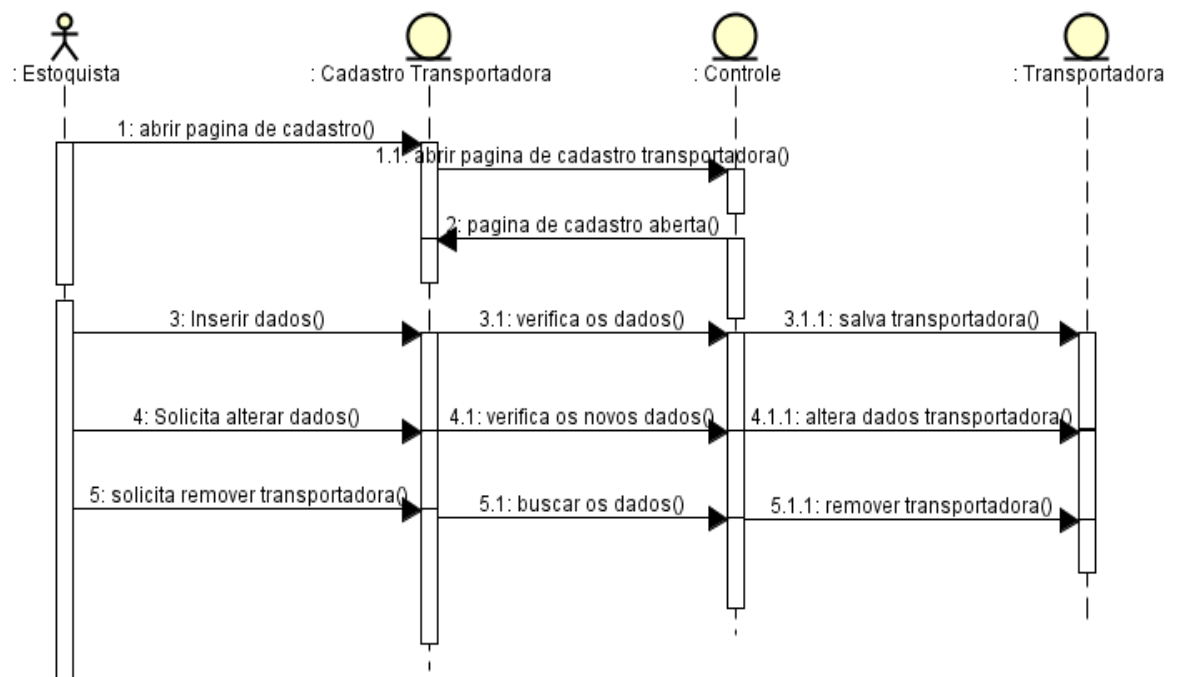 : Estoquista
: Cadastro Transportadora
: Controle
: Transportadora
1: abrir pagina de cadastro()
1.1: abrir pagina de cadastro transportadora()
2: pagina de cadastro aberta()
3: Inserir dados()
3.1: verifica os dados()
3.1.1: salva transportadora()
4: Solicita alterar dados()
4.1: verifica os novos dados()
4.1.1: altera dados transportadora()
5: solicita remover transportadora()
5.1: buscar os dados()
5.1.1: remover transportadora()